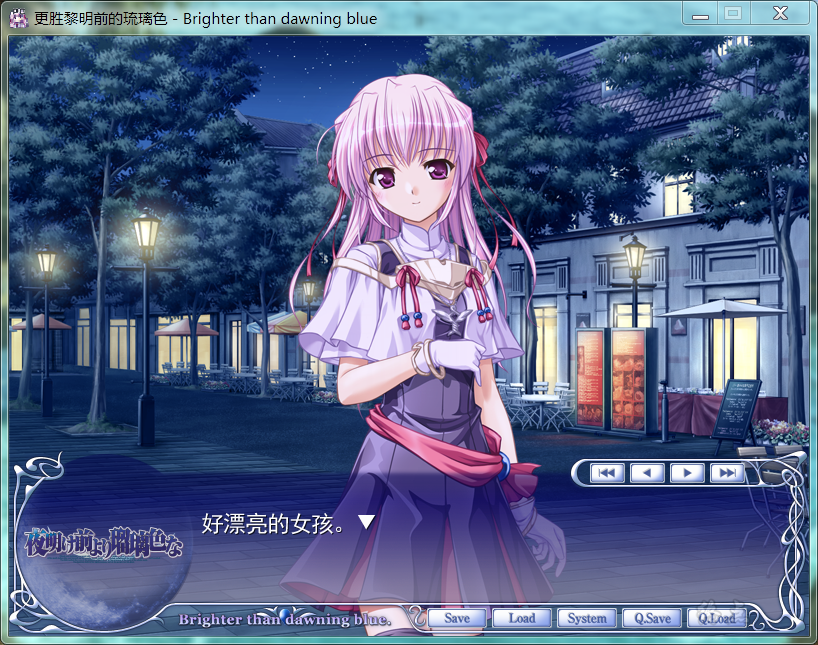 更胜黎明前的琉璃色 - Brighter than dawning blue
好漂亮的女孩。
夜明け前より瑠璃色な
Brighter than dawning blue.
Save
Load
System
Q.Save
Q.Load